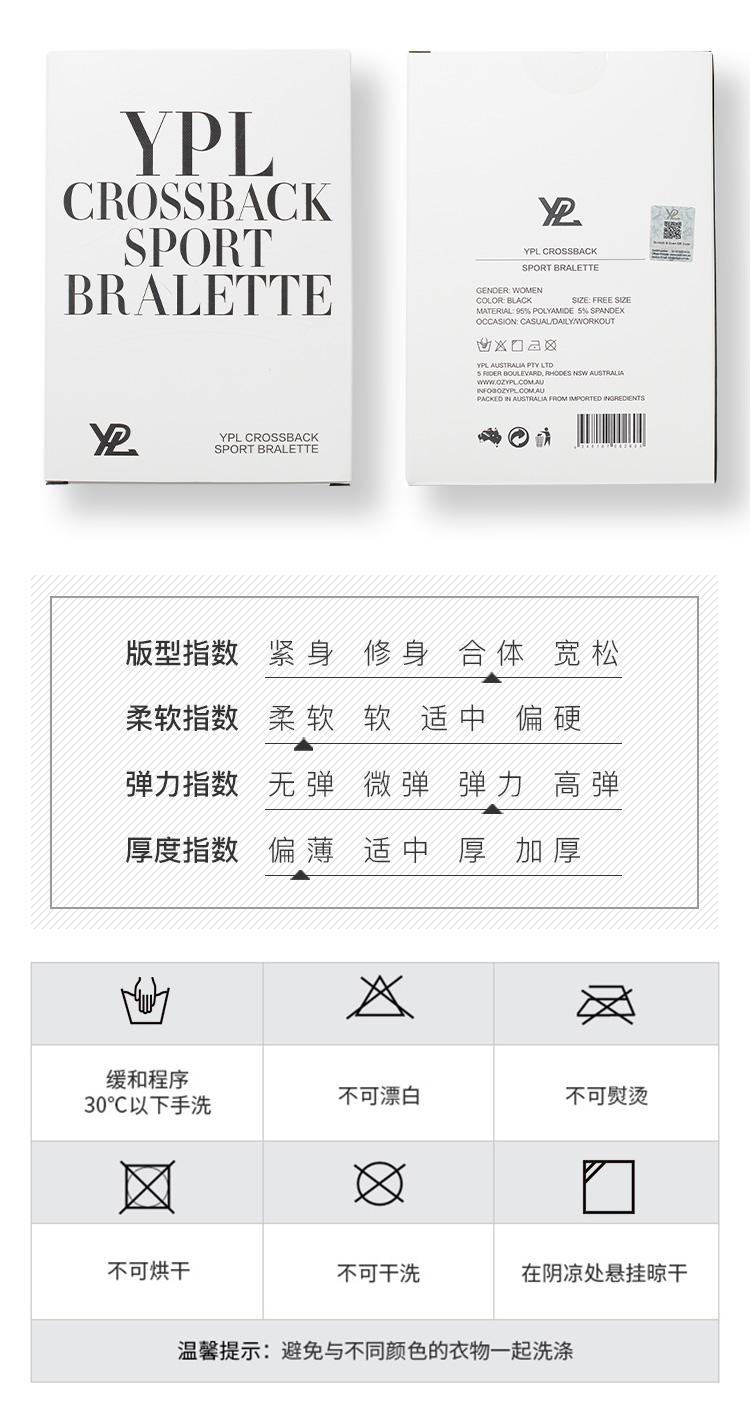 YPL
CROSSBACK
SPORT
BRALETTE
YPL
YPL CROSSBACK
SPORT BRALETTE
YPL
YPL CROSSBACK
SPORT BRALETTE
GENDER: WOMEN
COLOR: BLACK SIZE: FREE SIZE
MATERIAL: 95% POLYAMIDE 5% SPANDEX
OCCASION: CASUAL/DAILY/WORKOUT
YPL AUSTRALIA PTY LTD
5 RIDER BOULEVARD, RHODES NSW AUSTRALIA
WWW.OZYPL.COM.AU
INFO@OZYPL.COM.AU
PACKED IN AUSTRALIA FROM IMPORTED INGREDIENTS
版型指数 紧身 修身 合体 宽松
柔软指数 柔软 软 适中 偏硬
弹力指数 无弹 微弹 弹力 高弹
厚度指数 偏薄 适中 厚 加厚
缓和程序
30℃以下手洗
不可漂白
不可熨烫
不可烘干
不可干洗
在阴凉处悬挂晾干
温馨提示：避免与不同颜色的衣物一起洗涤